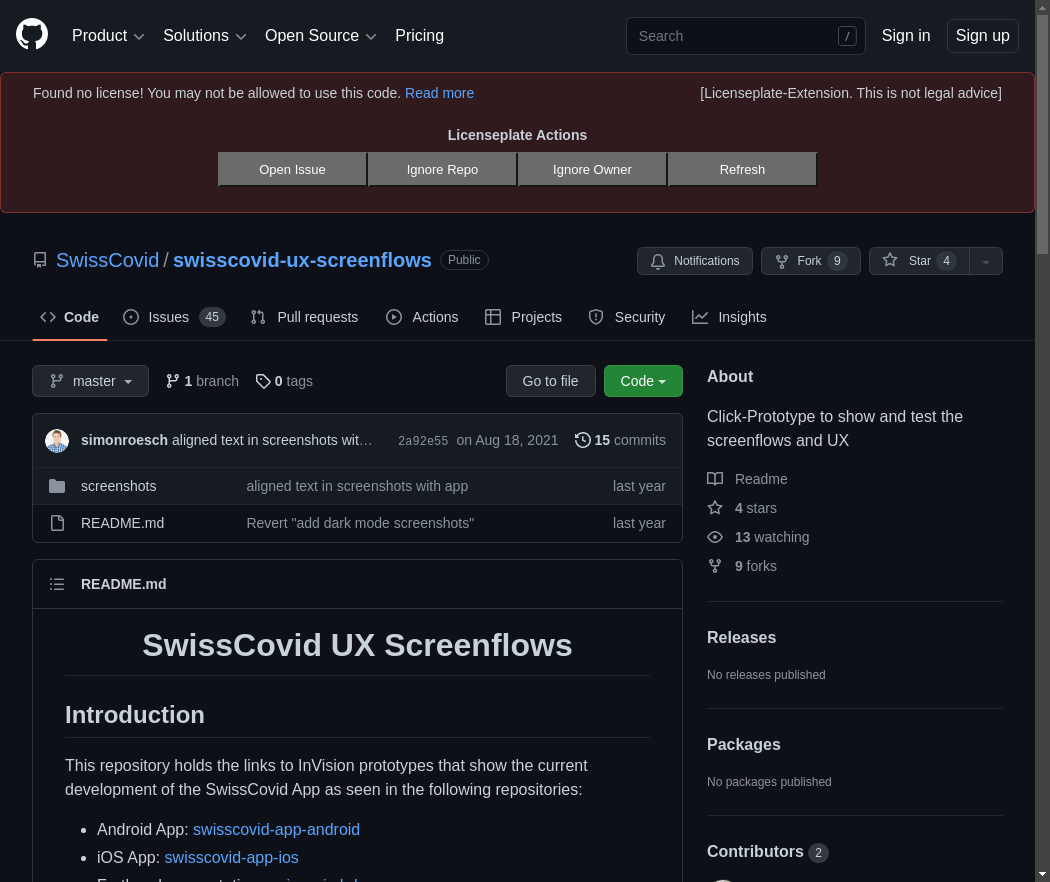 Product Solutions Open Source Pricing Search / Sign in Sign up
Found no license! You may not be allowed to use this code. Read more [Licenseplate-Extension. This is not legal advice]
Licenseplate Actions
Open Issue Ignore Repo Ignore Owner Refresh
SwissCovid / swisscovid-ux-screenflows Public Notifications Fork 9 Star 4
Code Issues 45 Pull requests Actions Projects Security Insights
master 1 branch 0 tags Go to file Code
simonroesch aligned text in screenshots wit... 2a92e55 on Aug 18, 2021 15 commits
screenshots aligned text in screenshots with app last year
README.md Revert "add dark mode screenshots" last year
README.md
SwissCovid UX Screenflows
Introduction
This repository holds the links to InVision prototypes that show the current
development of the SwissCovid App as seen in the following repositories:
Android App: swisscovid-app-android
iOS App: swisscovid-app-ios
About
Click-Prototype to show and test the
screenflows and UX
Readme
4 stars
13 watching
9 forks
Releases
No releases published
Packages
No packages published
Contributors 2